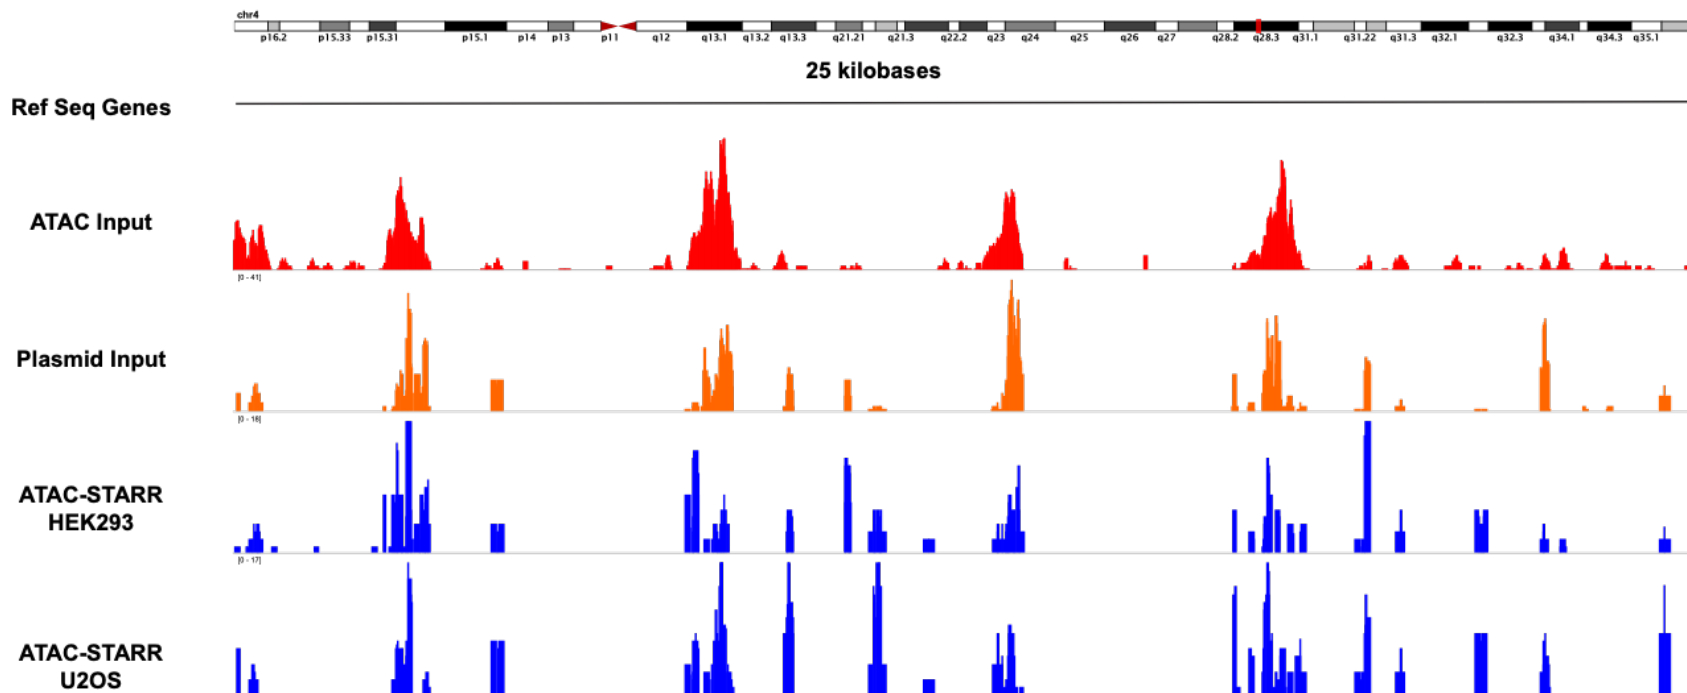 chr4
p16.2 p15.33 p15.31 p15.1 p14 p13 p11 q12 q13.1 q13.2 q13.3 q21.21 q21.3 q22.2 q23 q24 q25 q26 q27 q28.2 q28.3 q31.1 q31.22 q31.3 q32.1 q32.3 q34.1 q34.3 q35.1
25 kilobases
Ref Seq Genes
ATAC Input
[0 - 41]
Plasmid Input
[0 - 16]
ATAC-STARR
HEK293
[0 - 17]
ATAC-STARR
U2OS